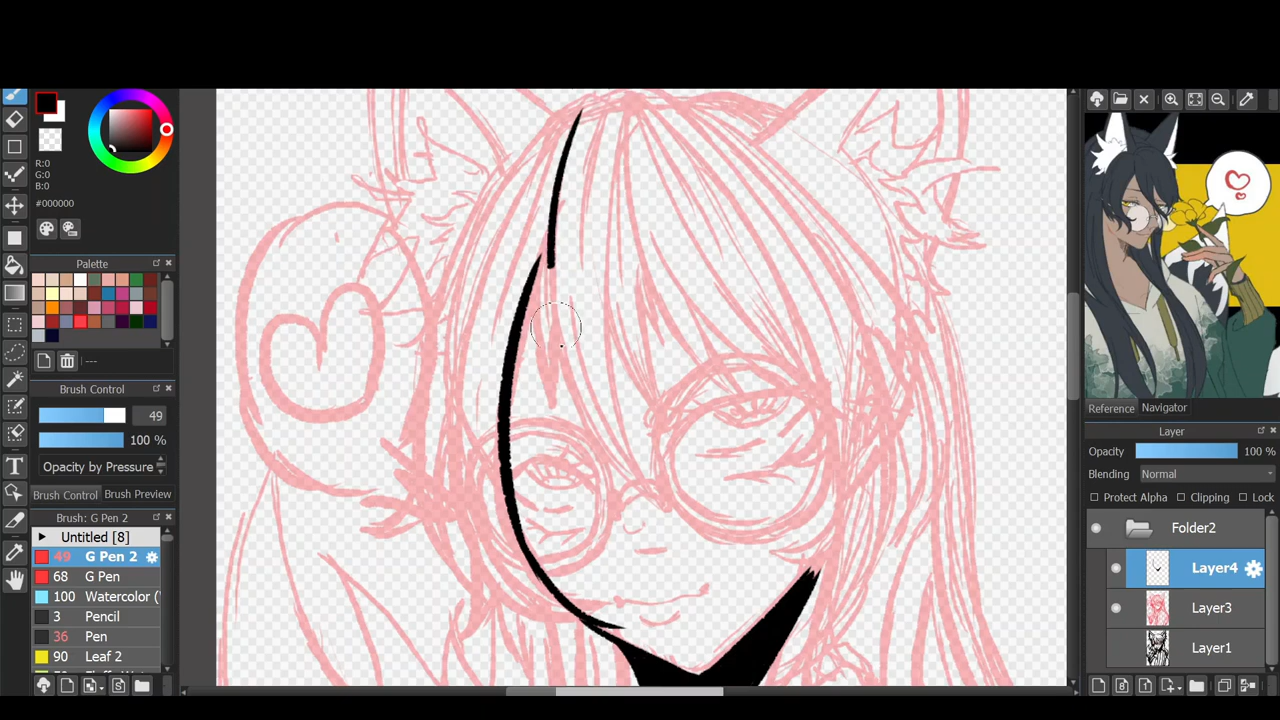 R:0
G:0
B:0
#000000
Palette
---
Brush Control
49
100 %
Opacity by Pressure
Brush Control Brush Preview
Brush: G Pen 2
Untitled [8]
49 G Pen 2
68 G Pen
100 Watercolor (
3 Pencil
36 Pen
90 Leaf 2
Reference Navigator
Layer
Opacity 100 %
Blending Normal
Protect Alpha Clipping Lock
Folder2
Layer4
Layer3
Layer1